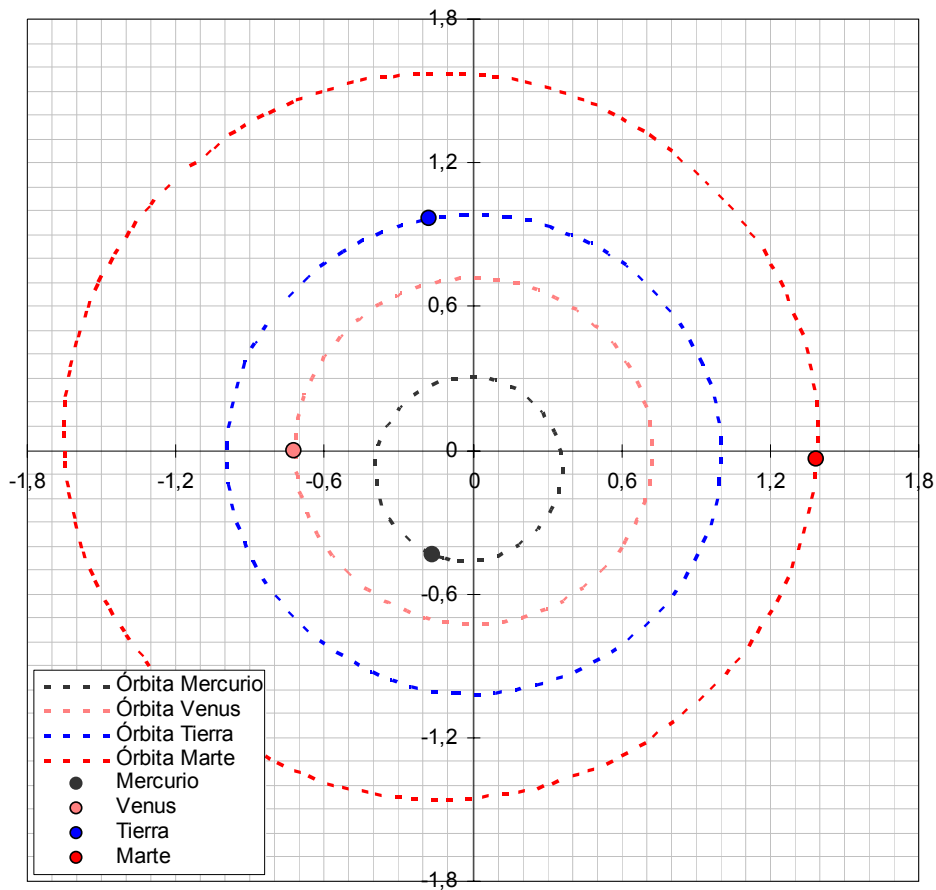 1,8
1,2
0,6
0
-1,8
-1,2
-0,6
0
0,6
1,2
1,8
-0,6
Órbita Mercurio
Órbita Venus
Órbita Tierra
Órbita Marte
Mercurio
Venus
Tierra
Marte
-1,2
-1,8